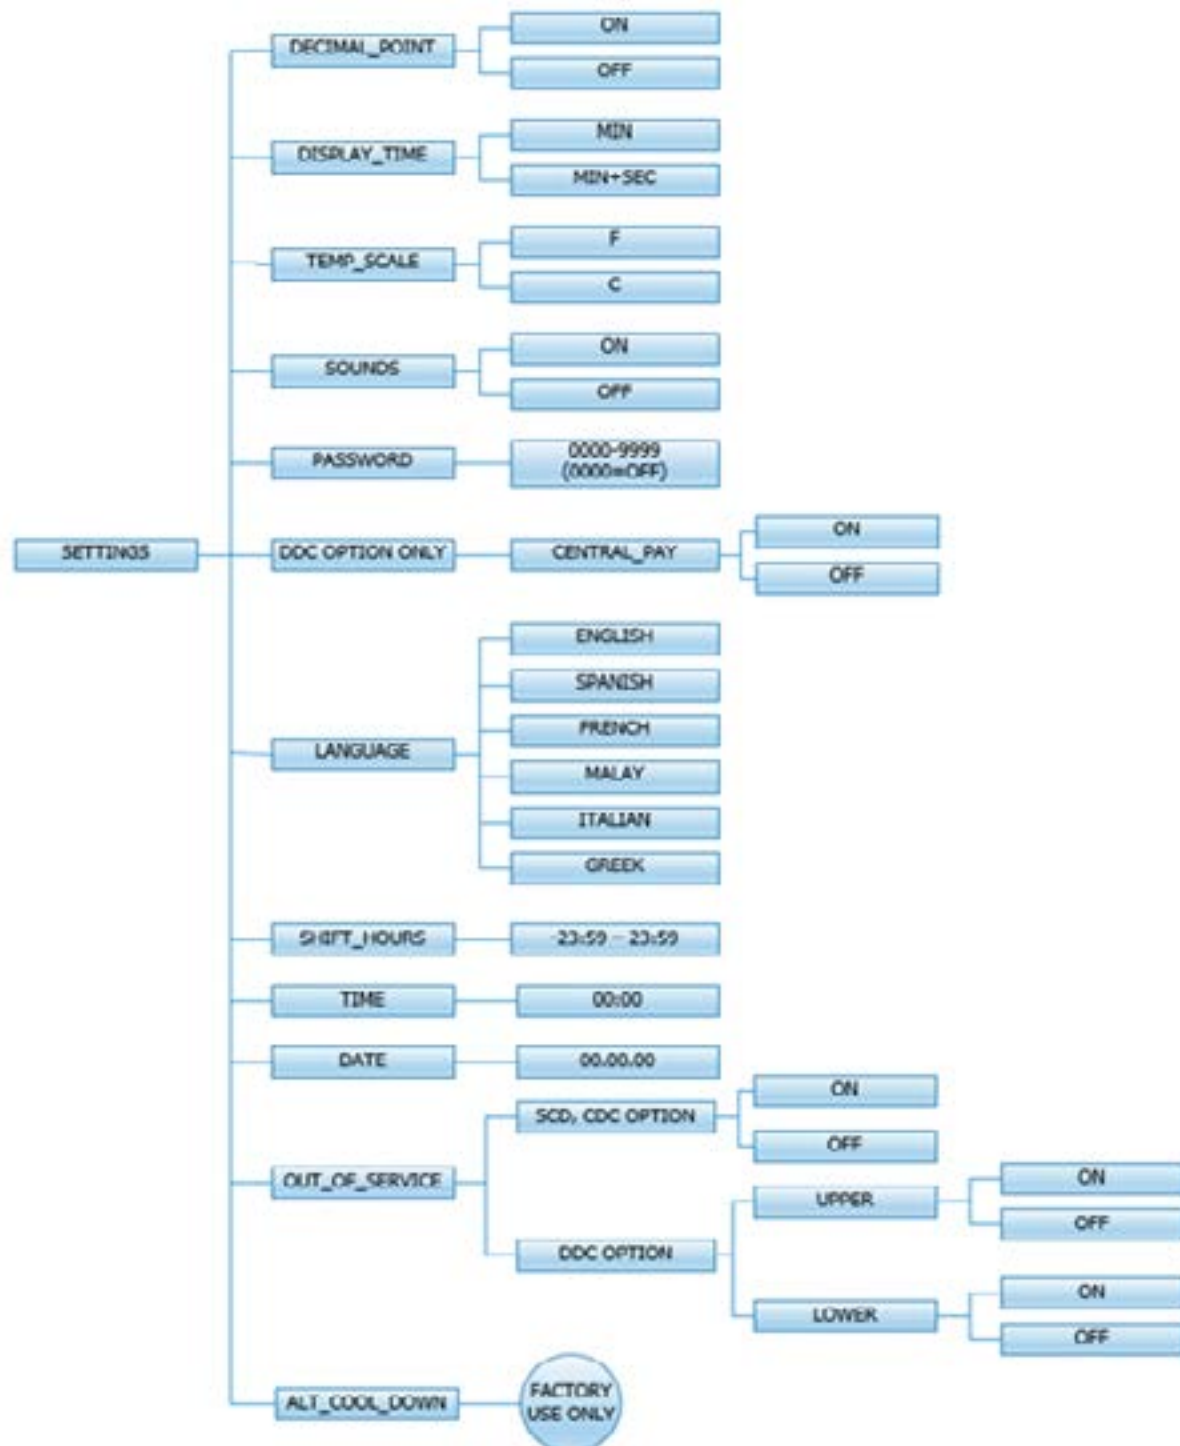 DECIMAL_POINT
ON
OFF
DISPLAY_TIME
MIN
MIN+SEC
TEMP_SCALE
F
C
SOUNDS
ON
OFF
PASSWORD
0000-9999
(0000=OFF)
SETTINGS
DDC OPTION ONLY
CENTRAL_PAY
ON
OFF
LANGUAGE
ENGLISH
SPANISH
FRENCH
MALAY
ITALIAN
GREEK
SHIFT_HOURS
-23:59 – 23:59
TIME
00:00
DATE
00.00.00
OUT_OF_SERVICE
SCD, CDC OPTION
ON
OFF
DDC OPTION
UPPER
ON
OFF
LOWER
ON
OFF
ALT_COOL_DOWN
FACTORY
USE ONLY